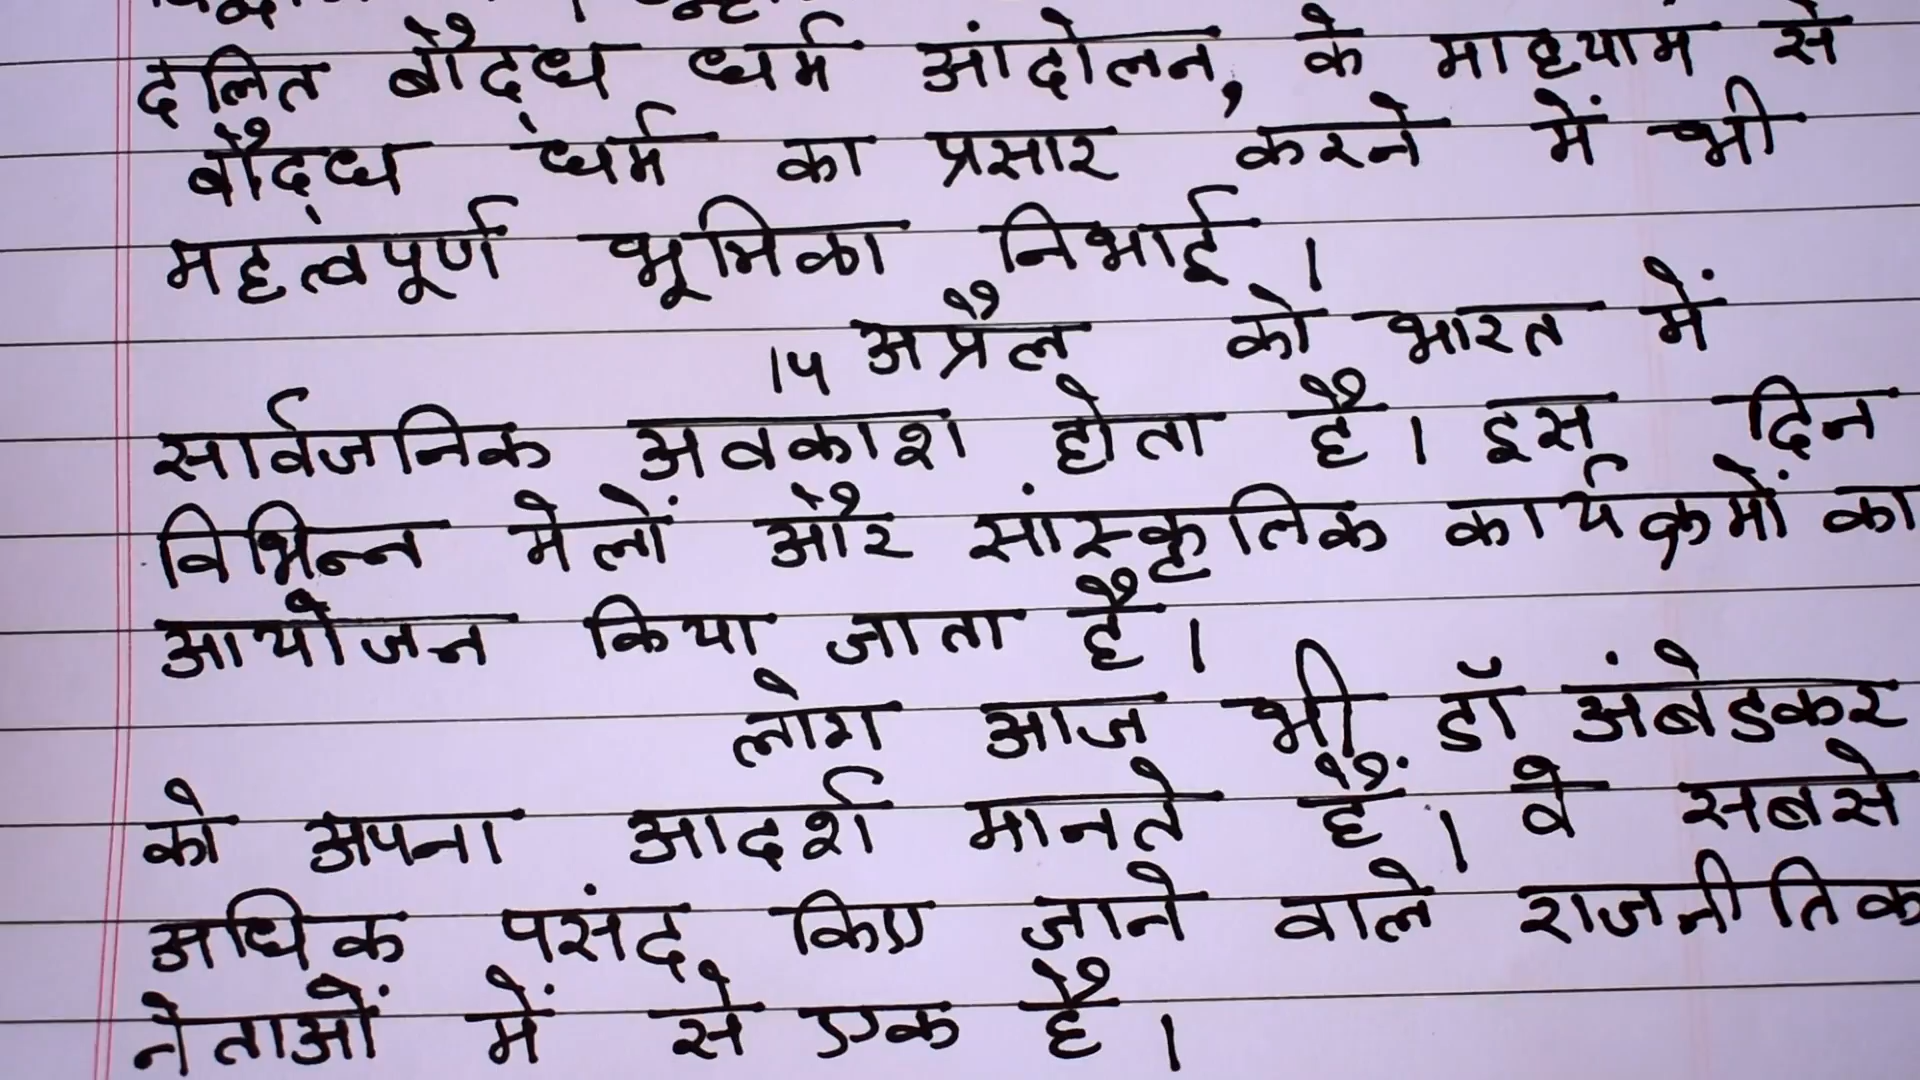 दलित बौद्ध धर्म आंदोलन, के माध्याम से
बौद्ध धर्म का प्रसार करने में भी
महत्वपूर्ण भूमिका निभाई ।
14 अप्रैल को भारत में
सार्वजनिक अवकाश होता है । इस दिन
विभिन्न मेलों और सांस्कृतिक कार्यक्रमों का
आयोजन किया जाता है ।
लोग आज भी डॉ अंबेडकर
को अपना आदर्श मानते हैं । वे सबसे
अधिक पसंद किए जाने वाले राजनीतिक
नेताओं में से एक है ।